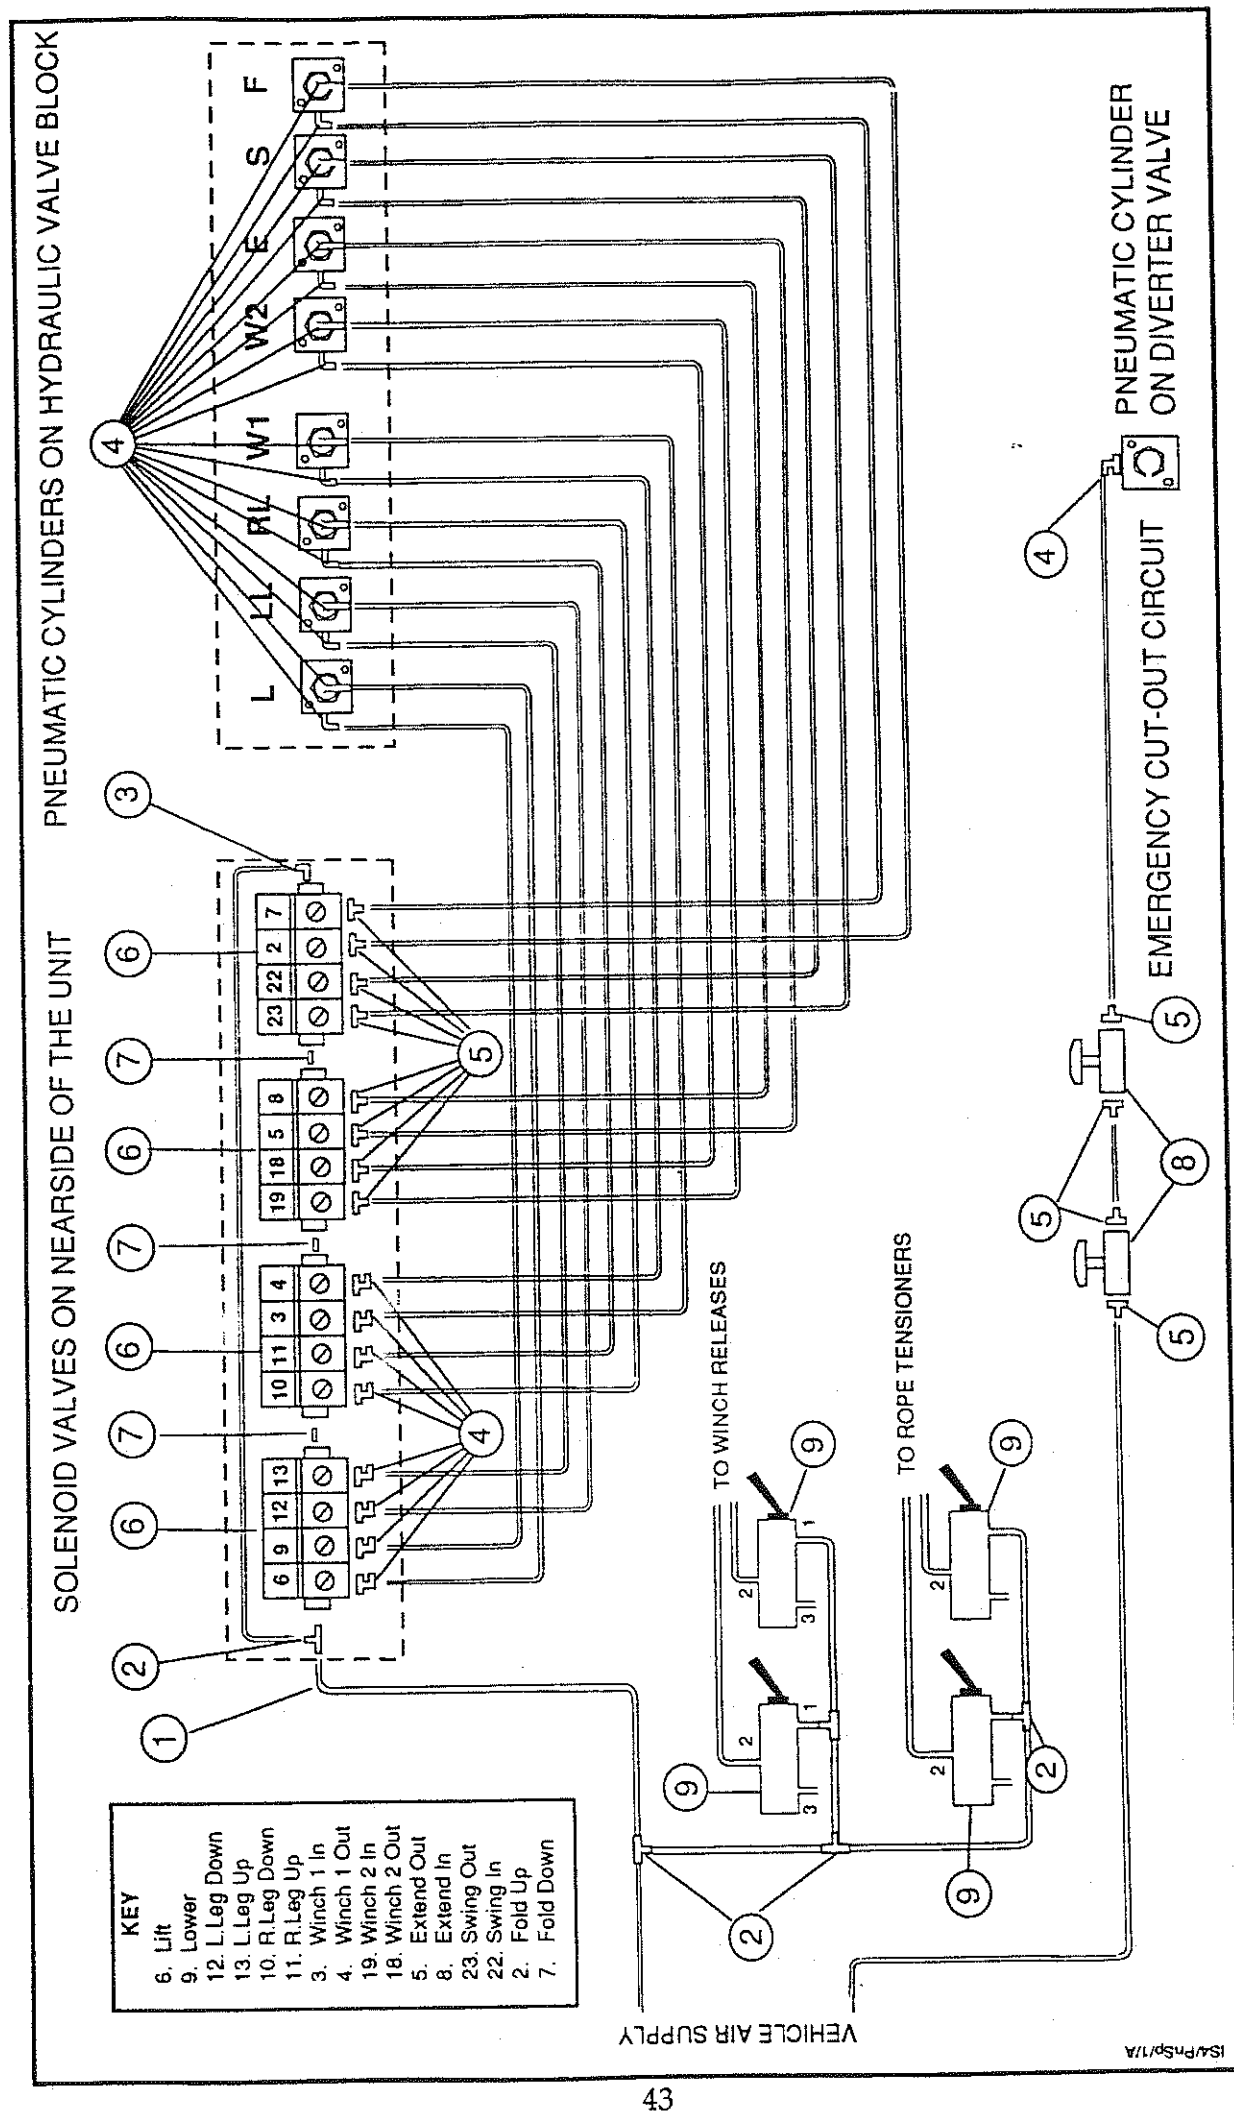 SOLENOID VALVES ON NEARSIDE OF THE UNIT
PNEUMATIC CYLINDERS ON HYDRAULIC VALVE BLOCK
1
2
6
7
6
7
6
7
6
3
4
6
9
12
13
10
11
3
4
19
18
5
8
23
22
2
7
L
LL
RL
W1
W2
E
S
F
4
5
KEY
6. Lift
9. Lower
12. L.Leg Down
13. L.Leg Up
10. R.Leg Down
11. R.Leg Up
3. Winch 1 In
4. Winch 1 Out
19. Winch 2 In
18. Winch 2 Out
5. Extend Out
8. Extend In
23. Swing Out
22. Swing In
2. Fold Up
7. Fold Down
VEHICLE AIR SUPPLY
2
9
2
1
3
2
1
3
9
TO WINCH RELEASES
9
2
2
2
9
TO ROPE TENSIONERS
5
5
8
5
4
EMERGENCY CUT-OUT CIRCUIT
PNEUMATIC CYLINDER
ON DIVERTER VALVE
IS4/PnSp/1/A
43